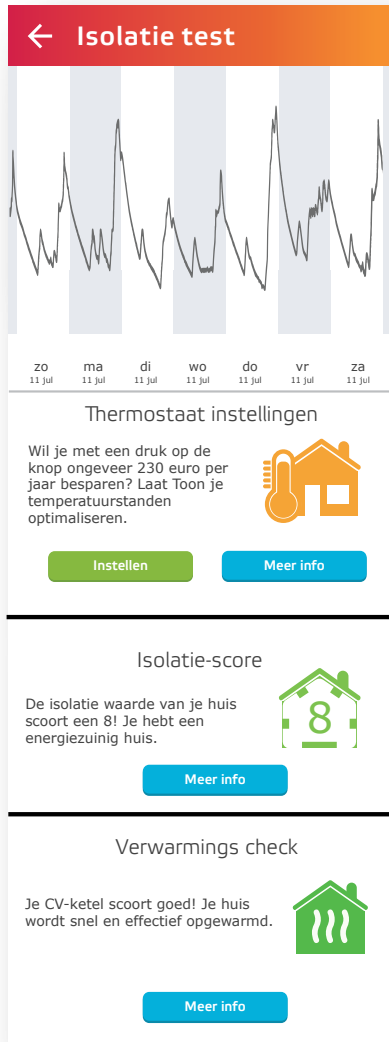 Isolatie test
zo ma di wo do vr za
11 jul 11 jul 11 jul 11 jul 11 jul 11 jul 11 jul
Thermostaat instellingen
Wil je met een druk op de
knop ongeveer 230 euro per
jaar besparen? Laat Toon je
temperatuurstanden
optimaliseren.
Instellen Meer info
Isolatie-score
De isolatie waarde van je huis
scoort een 8! Je hebt een
energiezuinig huis.
8
Meer info
Verwarmings check
Je CV-ketel scoort goed! Je huis
wordt snel en effectief opgewarmd.
Meer info